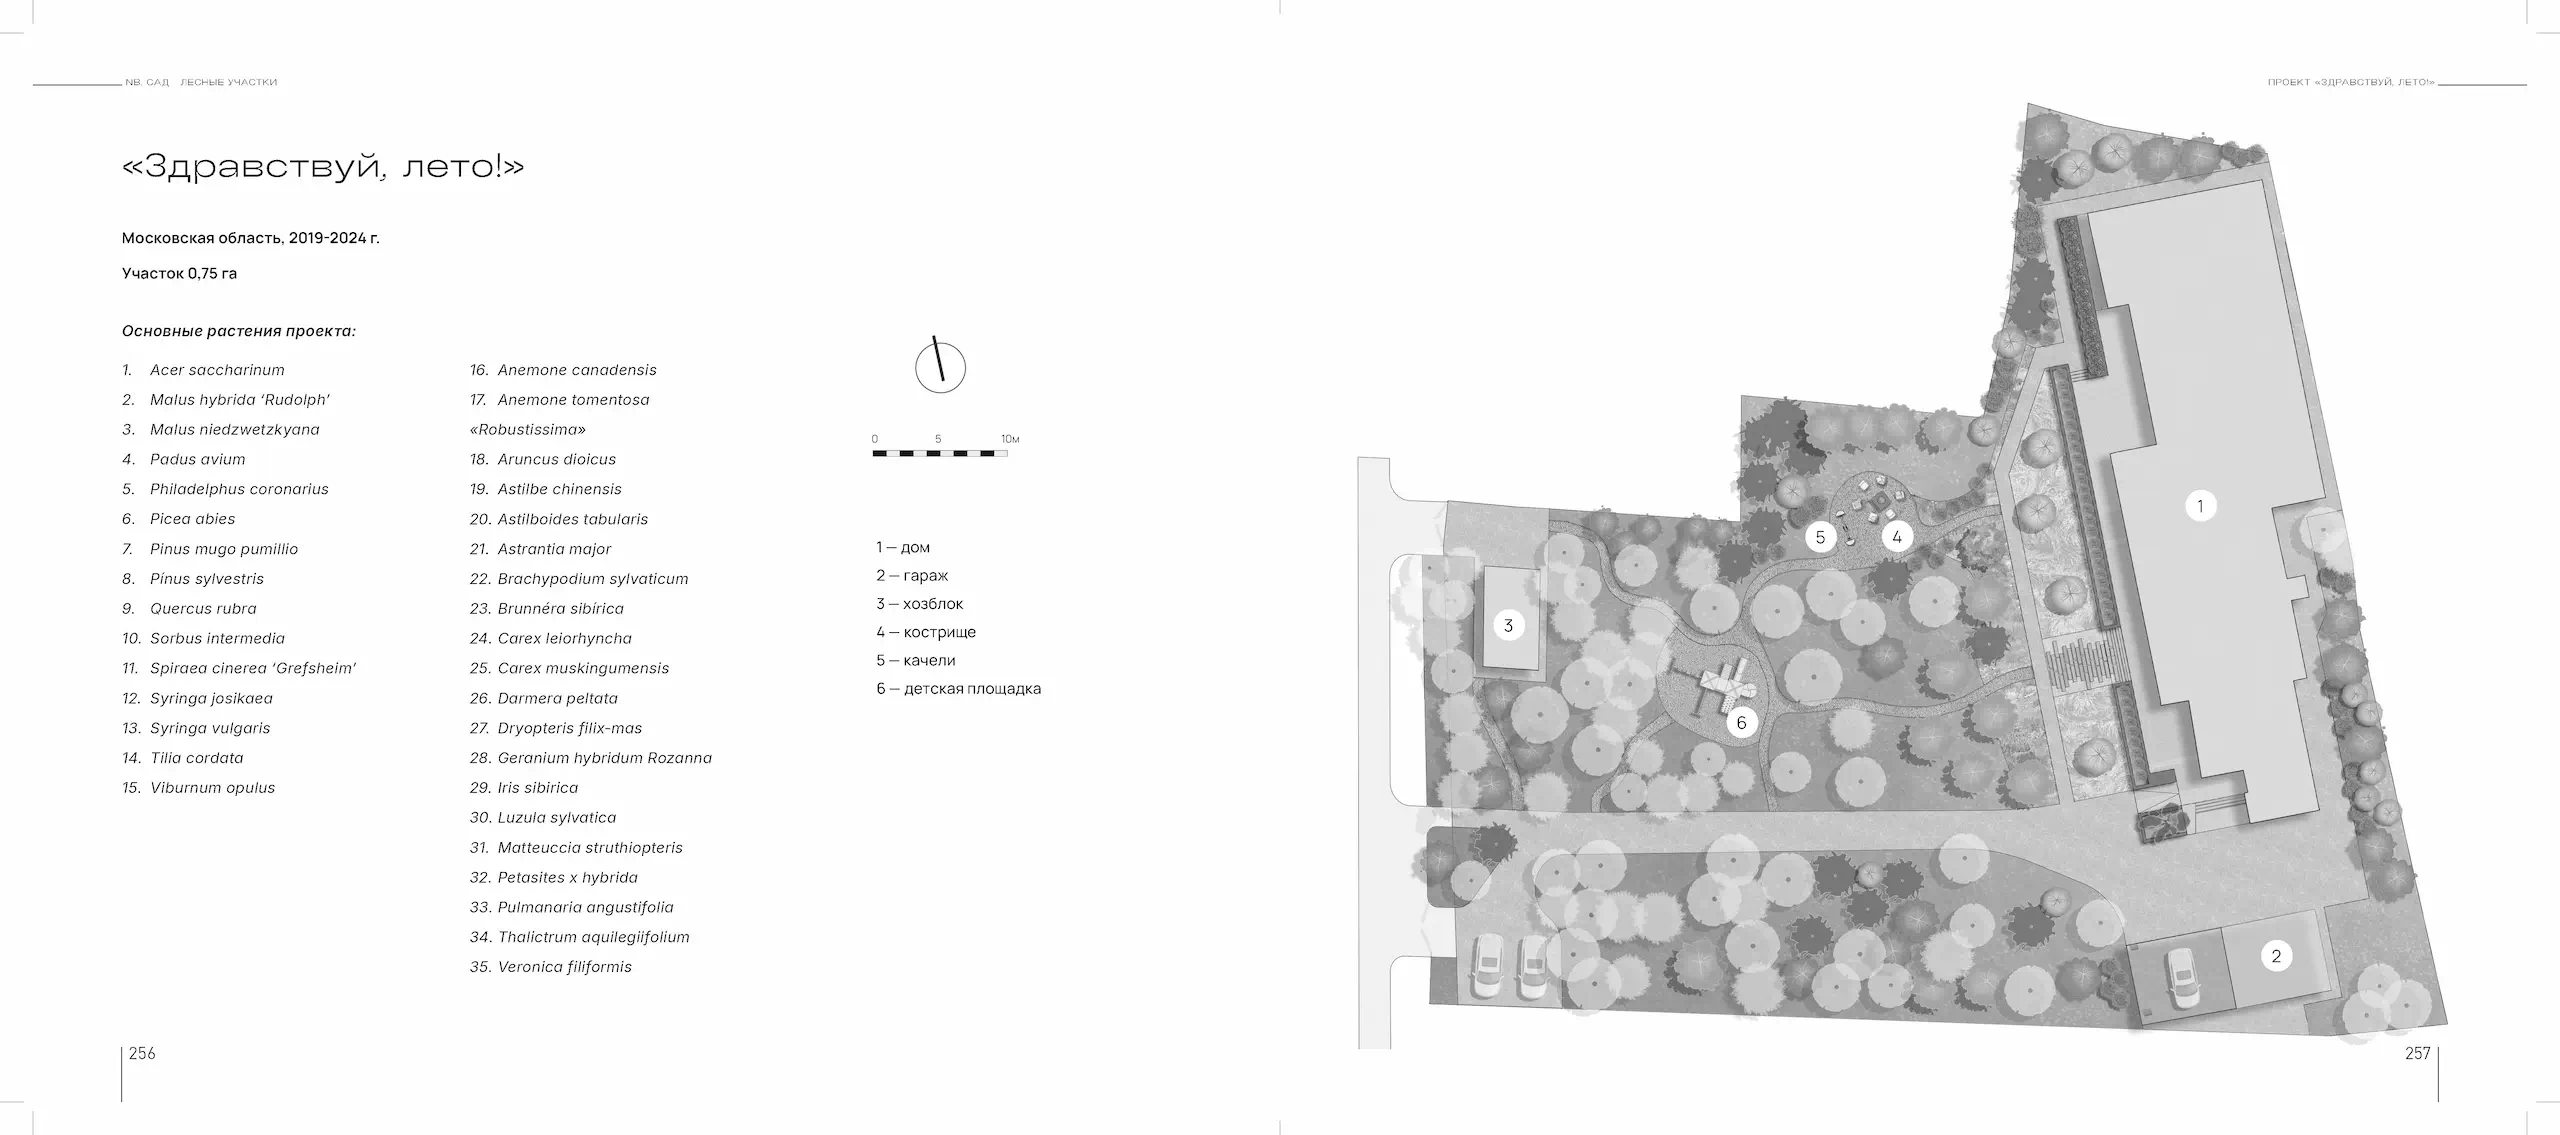 NB. САД ЛЕСНЫЕ УЧАСТКИ
«Здравствуй, лето!»
Московская область, 2019-2024 г.
Участок 0,75 га
Основные растения проекта:
1. Acer saccharinum
2. Malus hybrida ‘Rudolph’
3. Malus niedzwetzkyana
4. Padus avium
5. Philadelphus coronarius
6. Picea abies
7. Pinus mugo pumillio
8. Pinus sylvestris
9. Quercus rubra
10. Sorbus intermedia
11. Spiraea cinerea ‘Grefsheim’
12. Syringa josikaea
13. Syringa vulgaris
14. Tilia cordata
15. Viburnum opulus
16. Anemone canadensis
17. Anemone tomentosa
«Robustissima»
18. Aruncus dioicus
19. Astilbe chinensis
20. Astilboides tabularis
21. Astrantia major
22. Brachypodium sylvaticum
23. Brunnéra sibírica
24. Carex leiorhyncha
25. Carex muskingumensis
26. Darmera peltata
27. Dryopteris filix-mas
28. Geranium hybridum Rozanna
29. Iris sibirica
30. Luzula sylvatica
31. Matteuccia struthiopteris
32. Petasites x hybrida
33. Pulmanaria angustifolia
34. Thalictrum aquilegiifolium
35. Veronica filiformis
0 5 10м
1 – дом
2 – гараж
3 – хозблок
4 – кострище
5 – качели
6 – детская площадка
256
ПРОЕКТ «ЗДРАВСТВУЙ, ЛЕТО!»
1
5
4
3
6
2
257